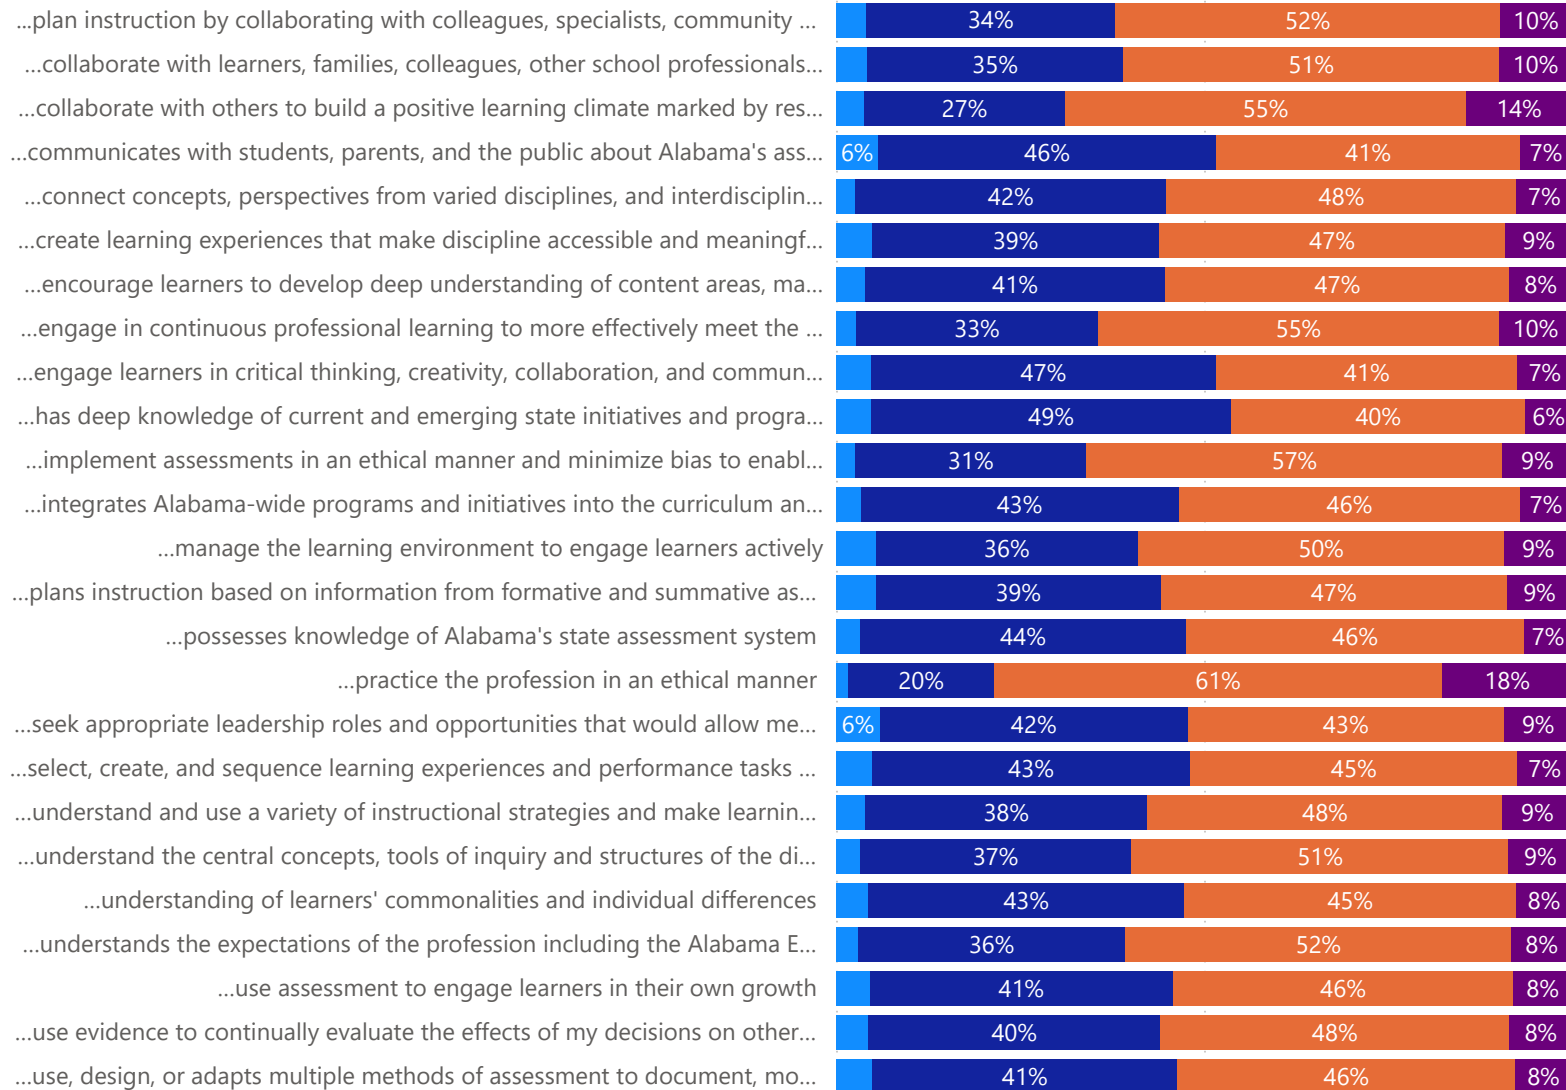 ...plan instruction by collaborating with colleagues, specialists, community ... 34% 52% 10%
...collaborate with learners, families, colleagues, other school professionals... 35% 51% 10%
...collaborate with others to build a positive learning climate marked by res... 27% 55% 14%
...communicates with students, parents, and the public about Alabama's ass... 6% 46% 41% 7%
...connect concepts, perspectives from varied disciplines, and interdisciplin... 42% 48% 7%
...create learning experiences that make discipline accessible and meaningf... 39% 47% 9%
...encourage learners to develop deep understanding of content areas, ma... 41% 47% 8%
...engage in continuous professional learning to more effectively meet the ... 33% 55% 10%
...engage learners in critical thinking, creativity, collaboration, and commun... 47% 41% 7%
...has deep knowledge of current and emerging state initiatives and progra... 49% 40% 6%
...implement assessments in an ethical manner and minimize bias to enabl... 31% 57% 9%
...integrates Alabama-wide programs and initiatives into the curriculum an... 43% 46% 7%
...manage the learning environment to engage learners actively 36% 50% 9%
...plans instruction based on information from formative and summative as... 39% 47% 9%
...possesses knowledge of Alabama's state assessment system 44% 46% 7%
...practice the profession in an ethical manner 20% 61% 18%
...seek appropriate leadership roles and opportunities that would allow me... 6% 42% 43% 9%
...select, create, and sequence learning experiences and performance tasks ... 43% 45% 7%
...understand and use a variety of instructional strategies and make learnin... 38% 48% 9%
...understand the central concepts, tools of inquiry and structures of the di... 37% 51% 9%
...understanding of learners' commonalities and individual differences 43% 45% 8%
...understands the expectations of the profession including the Alabama E... 36% 52% 8%
...use assessment to engage learners in their own growth 41% 46% 8%
...use evidence to continually evaluate the effects of my decisions on other... 40% 48% 8%
...use, design, or adapts multiple methods of assessment to document, mo... 41% 46% 8%